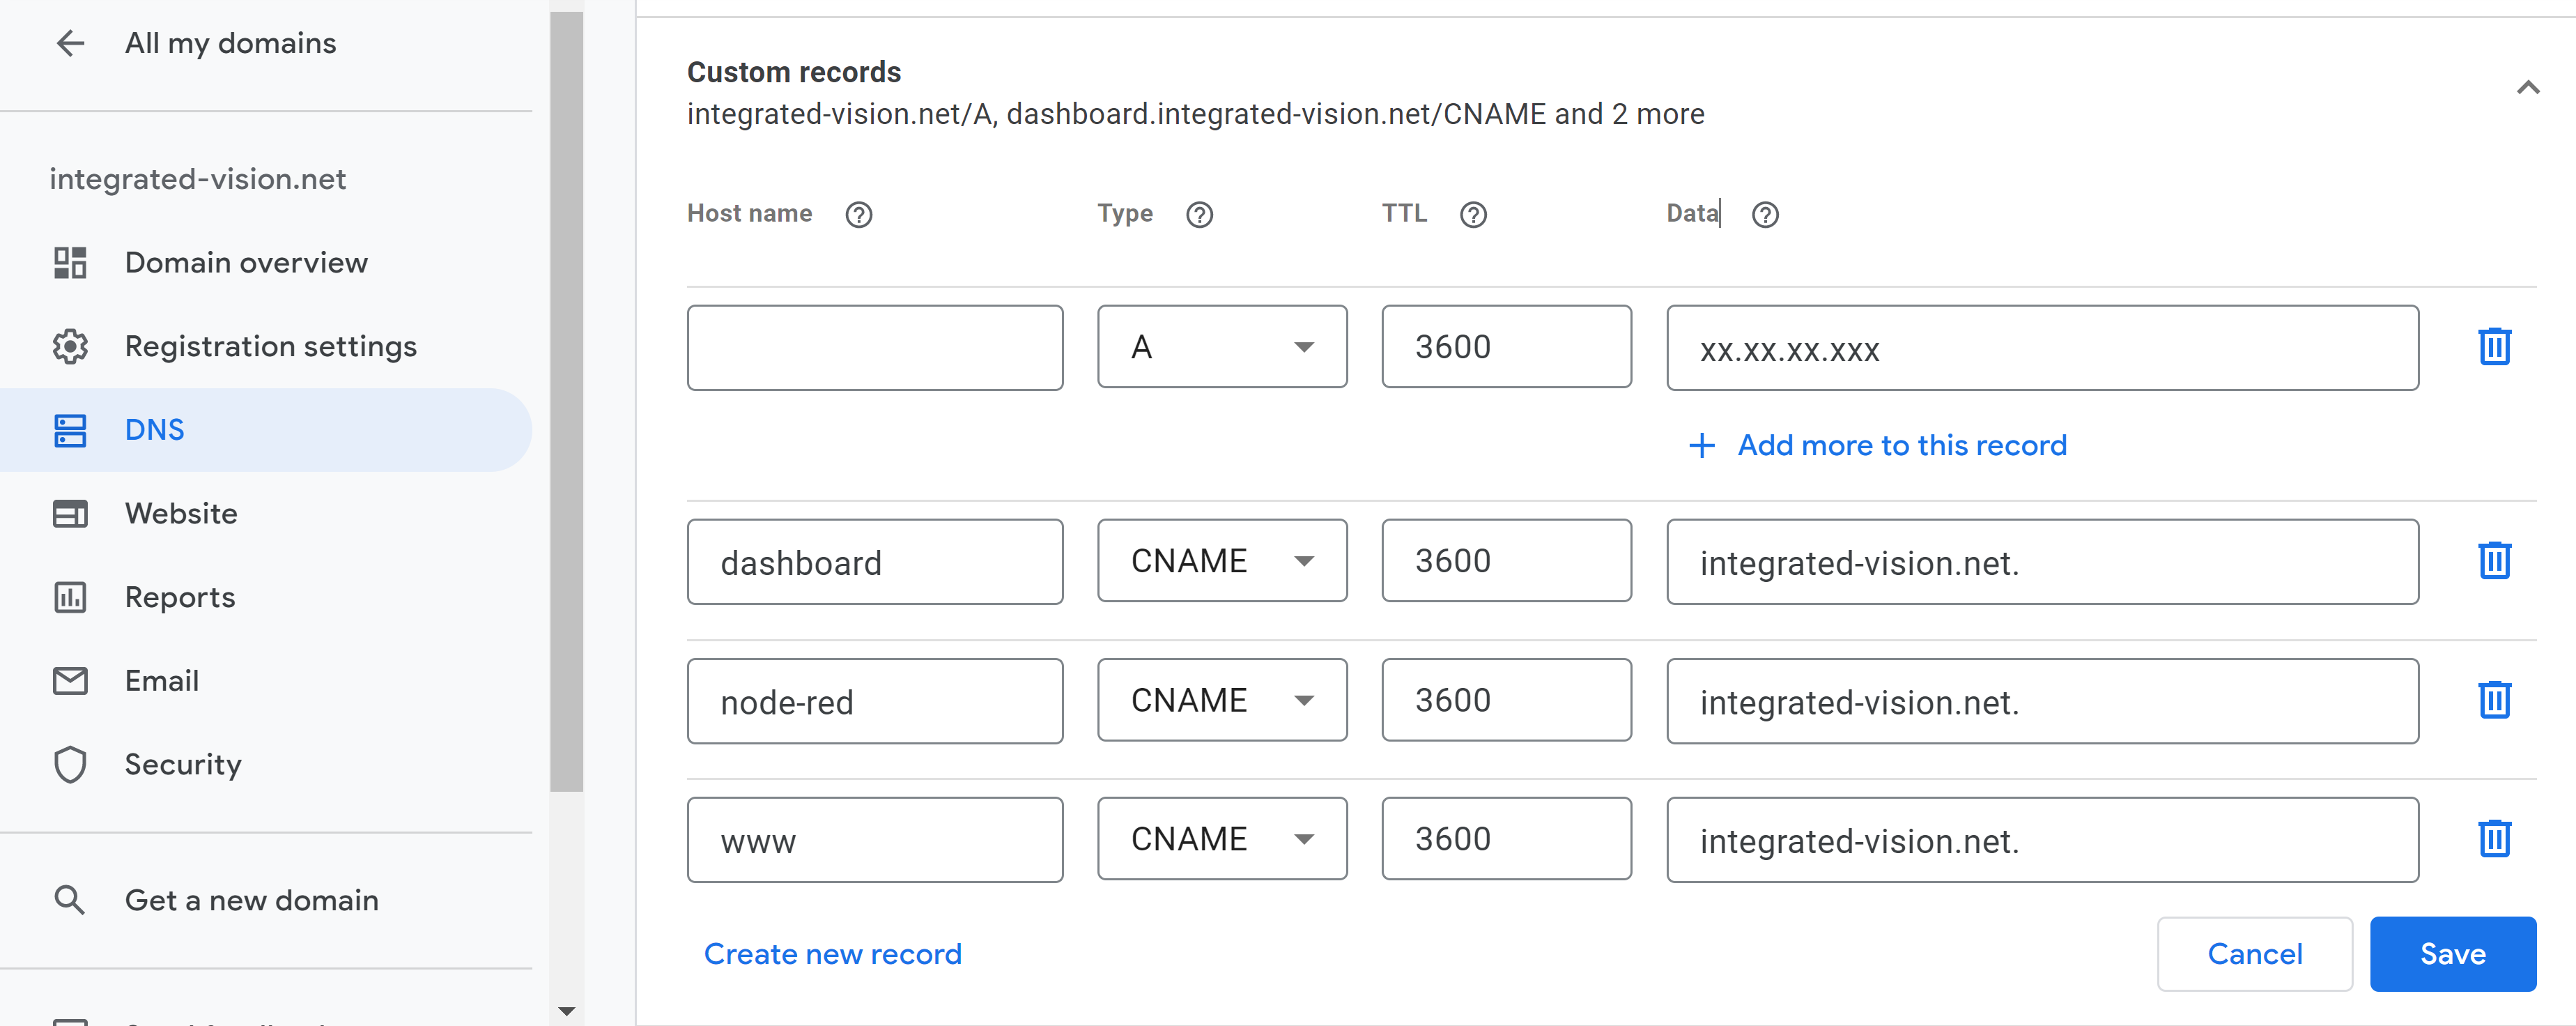 All my domains
integrated-vision.net
Domain overview
Registration settings
DNS
Website
Reports
Email
Security
Get a new domain
Custom records
integrated-vision.net/A, dashboard.integrated-vision.net/CNAME and 2 more
Host name Type TTL Data
A 3600 xx.xx.xx.xxx
Add more to this record
dashboard CNAME 3600 integrated-vision.net.
node-red CNAME 3600 integrated-vision.net.
www CNAME 3600 integrated-vision.net.
Create new record Cancel Save